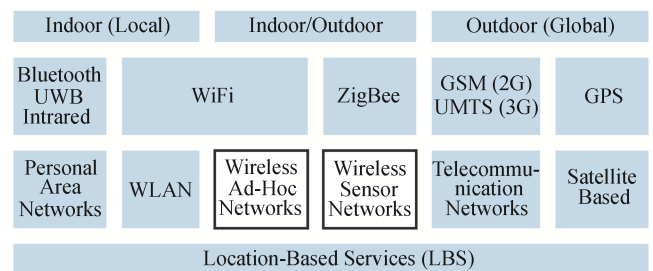 Indoor (Local)
Indoor/Outdoor
Outdoor (Global)
Bluetooth
UWB
Intrared
WiFi
ZigBee
GSM (2G)
UMTS (3G)
GPS
Personal
Area
Networks
WLAN
Wireless
Ad-Hoc
Networks
Wireless
Sensor
Networks
Telecommu-
nication
Networks
Satellite
Based
Location-Based Services (LBS)